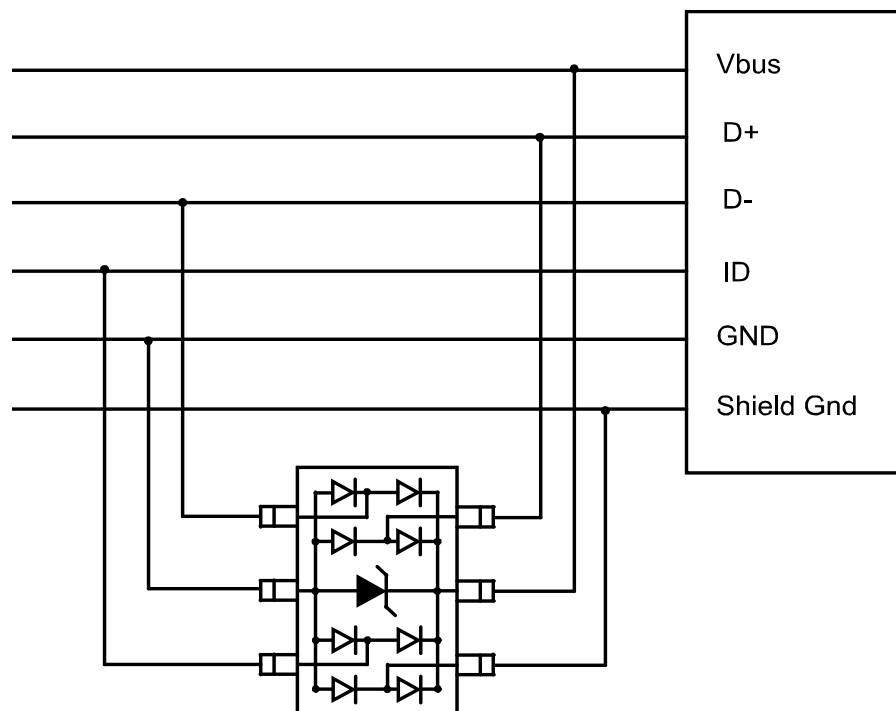 Vbus
D+
D-
ID
GND
Shield Gnd